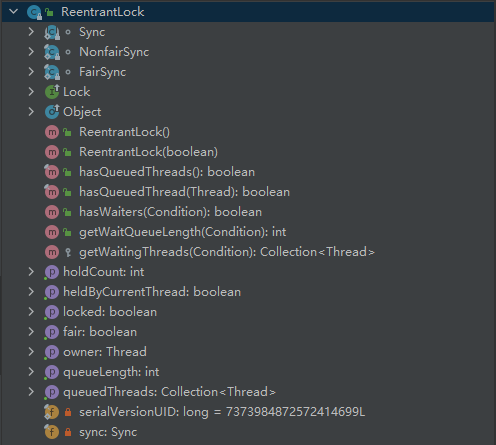 ReentrantLock
Sync
NonfairSync
FairSync
Lock
Object
ReentrantLock()
ReentrantLock(boolean)
hasQueuedThreads(): boolean
hasQueuedThread(Thread): boolean
hasWaiters(Condition): boolean
getWaitQueueLength(Condition): int
getWaitingThreads(Condition): Collection<Thread>
holdCount: int
heldByCurrentThread: boolean
locked: boolean
fair: boolean
owner: Thread
queueLength: int
queuedThreads: Collection<Thread>
serialVersionUID: long = 7373984872572414699L
sync: Sync